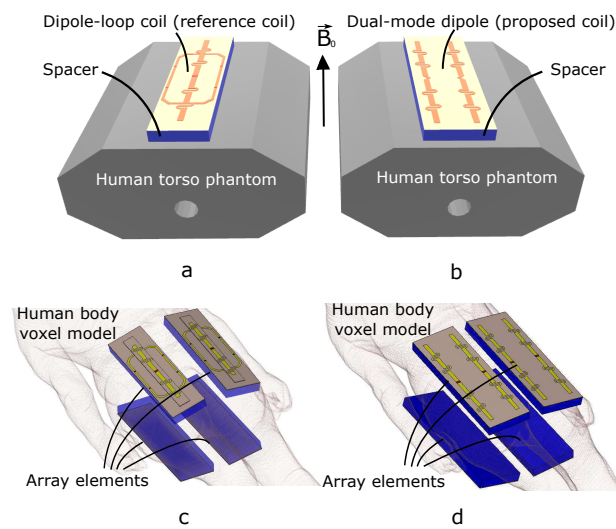 Dipole-loop coil (reference coil)
Spacer
Human torso phantom
a
B₀
Dual-mode dipole (proposed coil)
Spacer
Human torso phantom
b
Human body
voxel model
Array elements
c
Human body
voxel model
Array elements
d